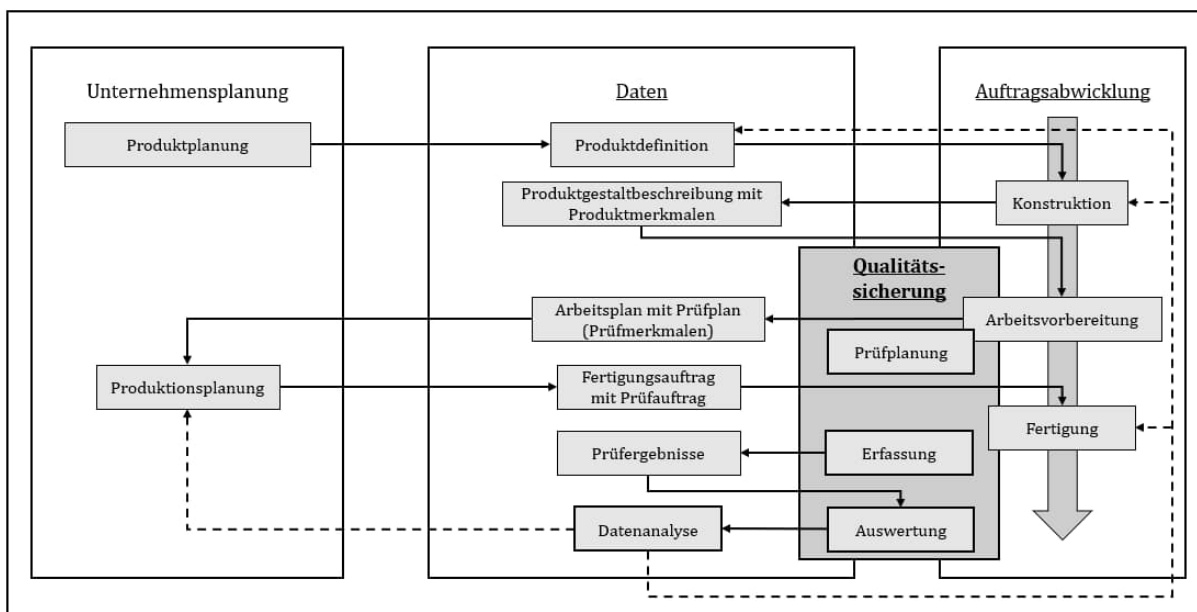 Unternehmensplanung
Daten
Auftragsabwicklung
Produktplanung
Produktdefinition
Produktgestaltbeschreibung mit
Produktmerkmalen
Konstruktion
Qualitäts-
sicherung
Arbeitsplan mit Prüfplan
(Prüfmerkmalen)
Arbeitsvorbereitung
Prüfplanung
Produktionsplanung
Fertigungsauftrag
mit Prüfauftrag
Fertigung
Prüfergebnisse
Erfassung
Datenanalyse
Auswertung